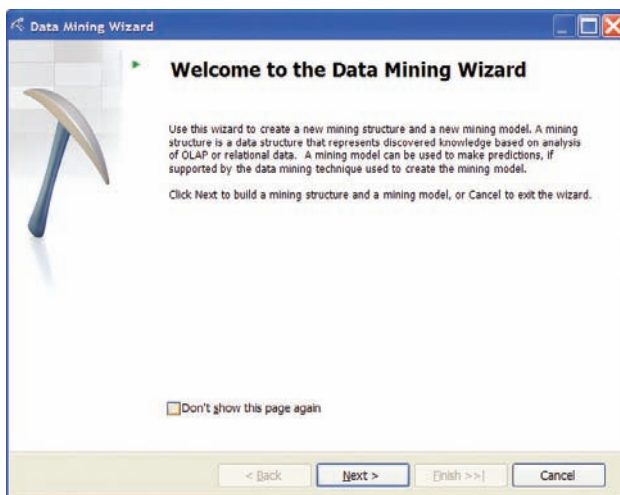 Data Mining Wizard
Welcome to the Data Mining Wizard
Use this wizard to create a new mining structure and a new mining model. A mining
structure is a data structure that represents discovered knowledge based on analysis
of OLAP or relational data. A mining model can be used to make predictions, if
supported by the data mining technique used to create the mining model.
Click Next to build a mining structure and a mining model, or Cancel to exit the wizard.
Don't show this page again
< Back Next > Finish >>| Cancel